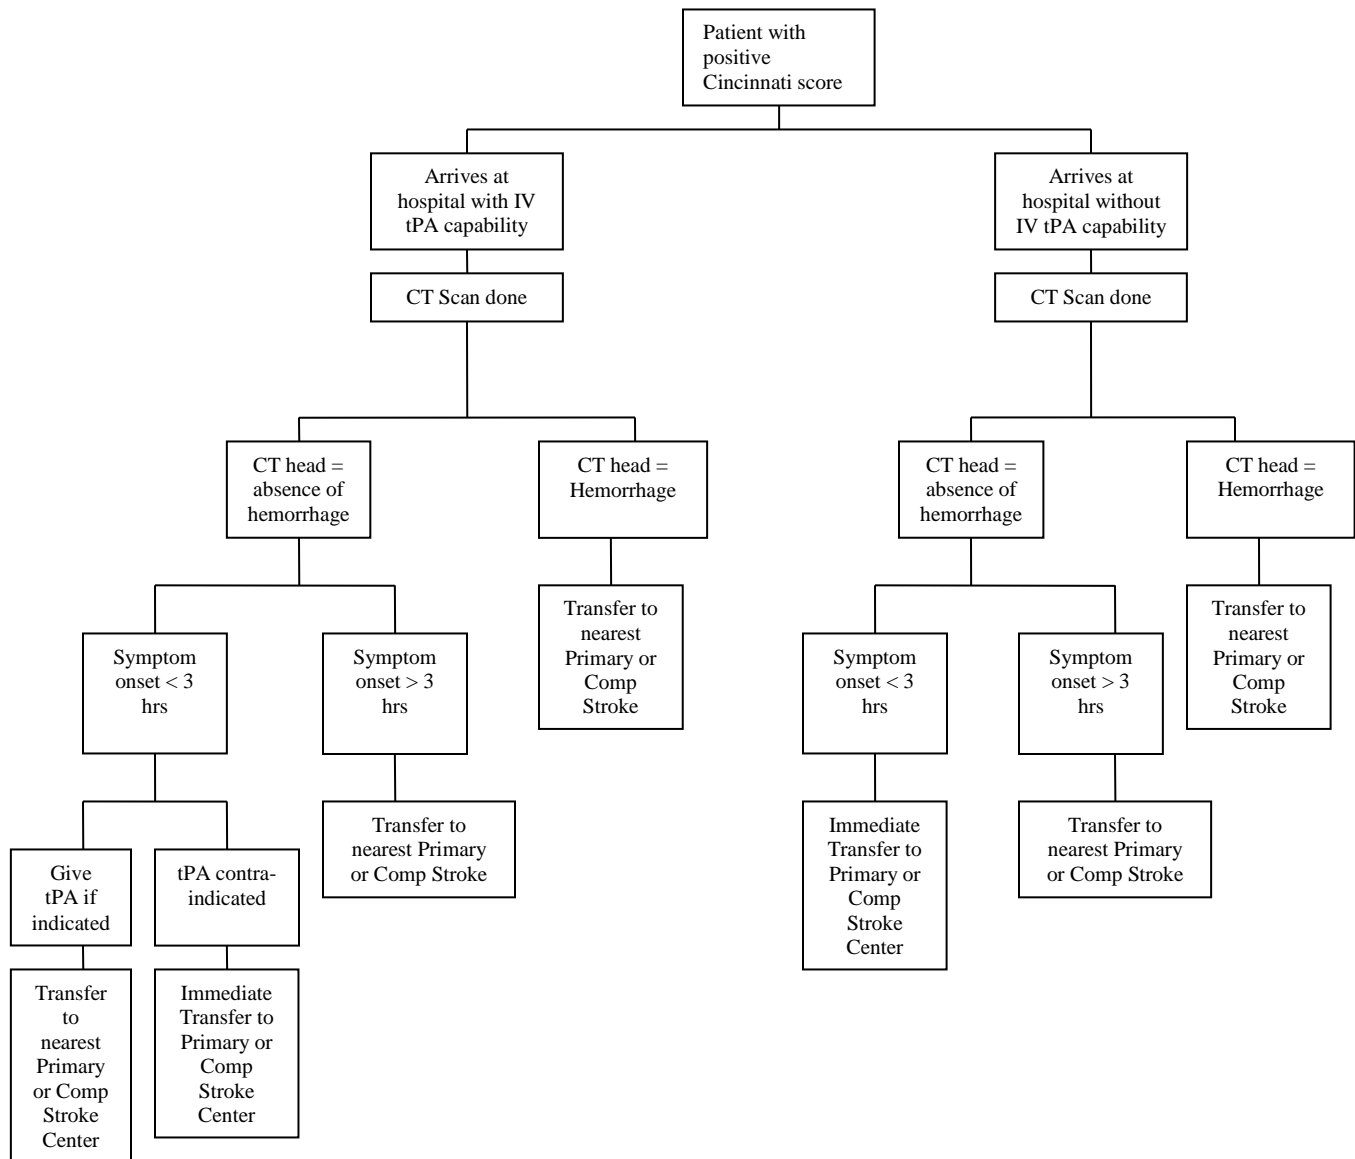 Patient with
positive
Cincinnati score
Arrives at
hospital with IV
tPA capability
Arrives at
hospital without
IV tPA capability
CT Scan done
CT Scan done
CT head =
absence of
hemorrhage
CT head =
Hemorrhage
CT head =
absence of
hemorrhage
CT head =
Hemorrhage
Symptom
onset < 3
hrs
Symptom
onset > 3
hrs
Transfer to
nearest
Primary or
Comp
Stroke
Symptom
onset < 3
hrs
Symptom
onset > 3
hrs
Transfer to
nearest
Primary or
Comp
Stroke
Give
tPA if
indicated
tPA contra-
indicated
Transfer to
nearest Primary
or Comp Stroke
Immediate
Transfer to
Primary or
Comp
Stroke
Center
Transfer to
nearest Primary
or Comp Stroke
Transfer
to
nearest
Primary
or Comp
Stroke
Center
Immediate
Transfer to
Primary or
Comp
Stroke
Center